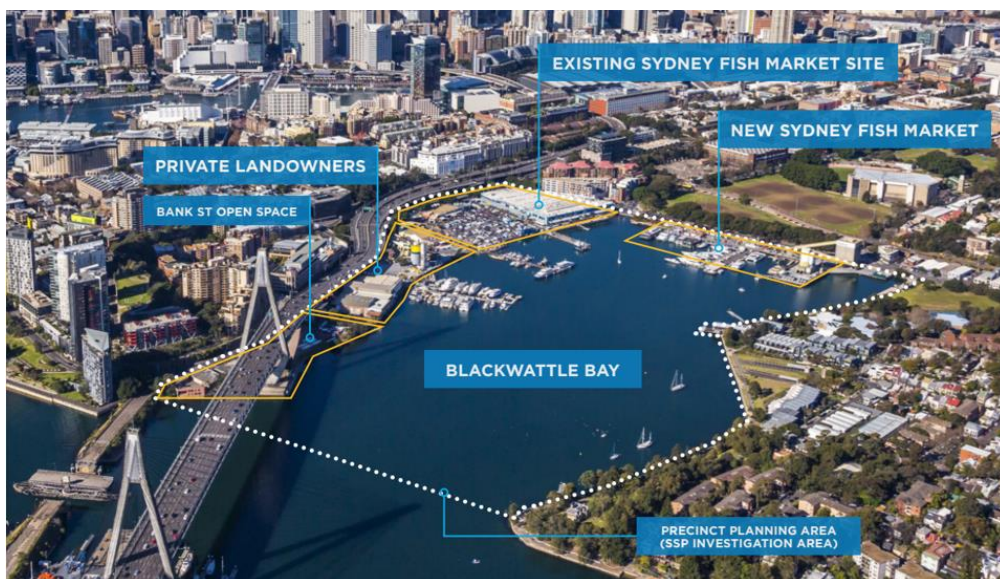 EXISTING SYDNEY FISH MARKET SITE
NEW SYDNEY FISH MARKET
PRIVATE LANDOWNERS
BANK ST OPEN SPACE
BLACKWATTLE BAY
PRECINCT PLANNING AREA
(SSP INVESTIGATION AREA)